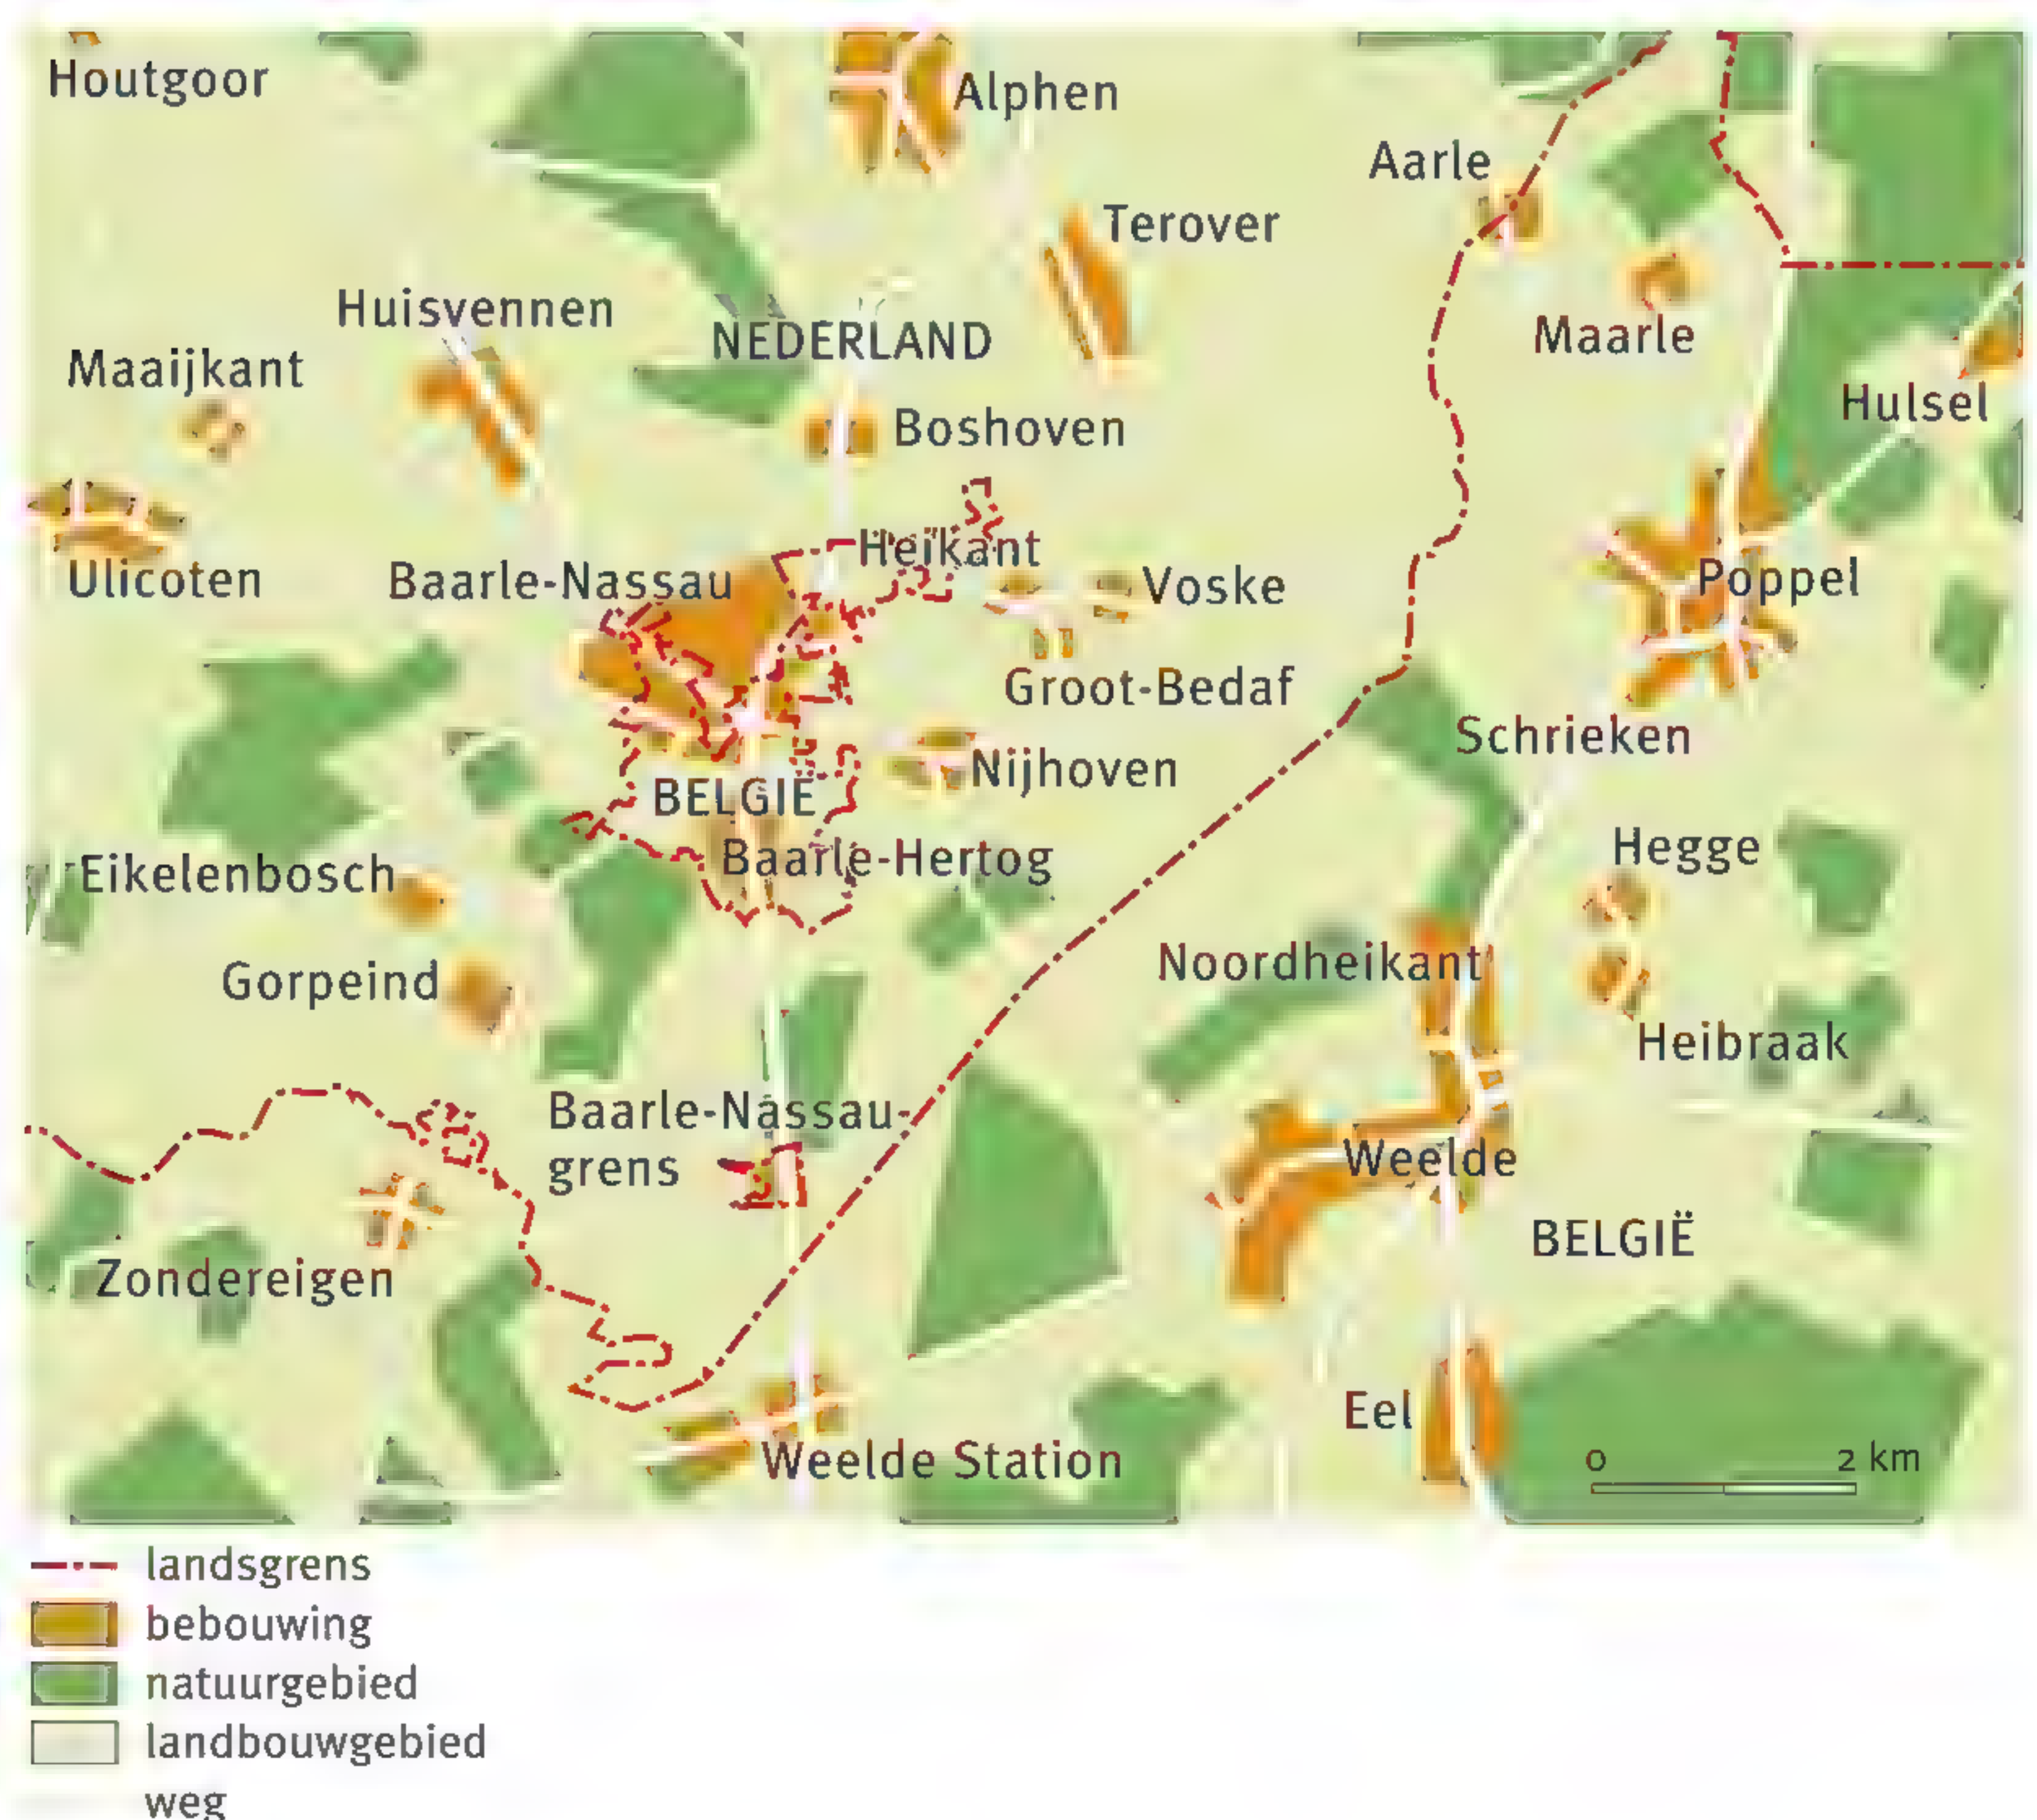 Houtgoor
Alphen
Aarle
Terover
Huisvennen
NEDERLAND
Maarle
Maaijkant
Hulsel
Boshoven
Heikant
Ulicoten
Baarle-Nassau
Voske
Poppel
Groot-Bedaf
Schrieken
Nijhoven
BELGIË
Baarle-Hertog
Hegge
Eikelenbosch
Noordheikant
Gorpeind
Heibraak
Baarle-Nassau-
grens
Weelde
BELGIË
Zondereigen
Eel
Weelde Station
0 2 km
landsgrens
bebouwing
natuurgebied
landbouwgebied
weg